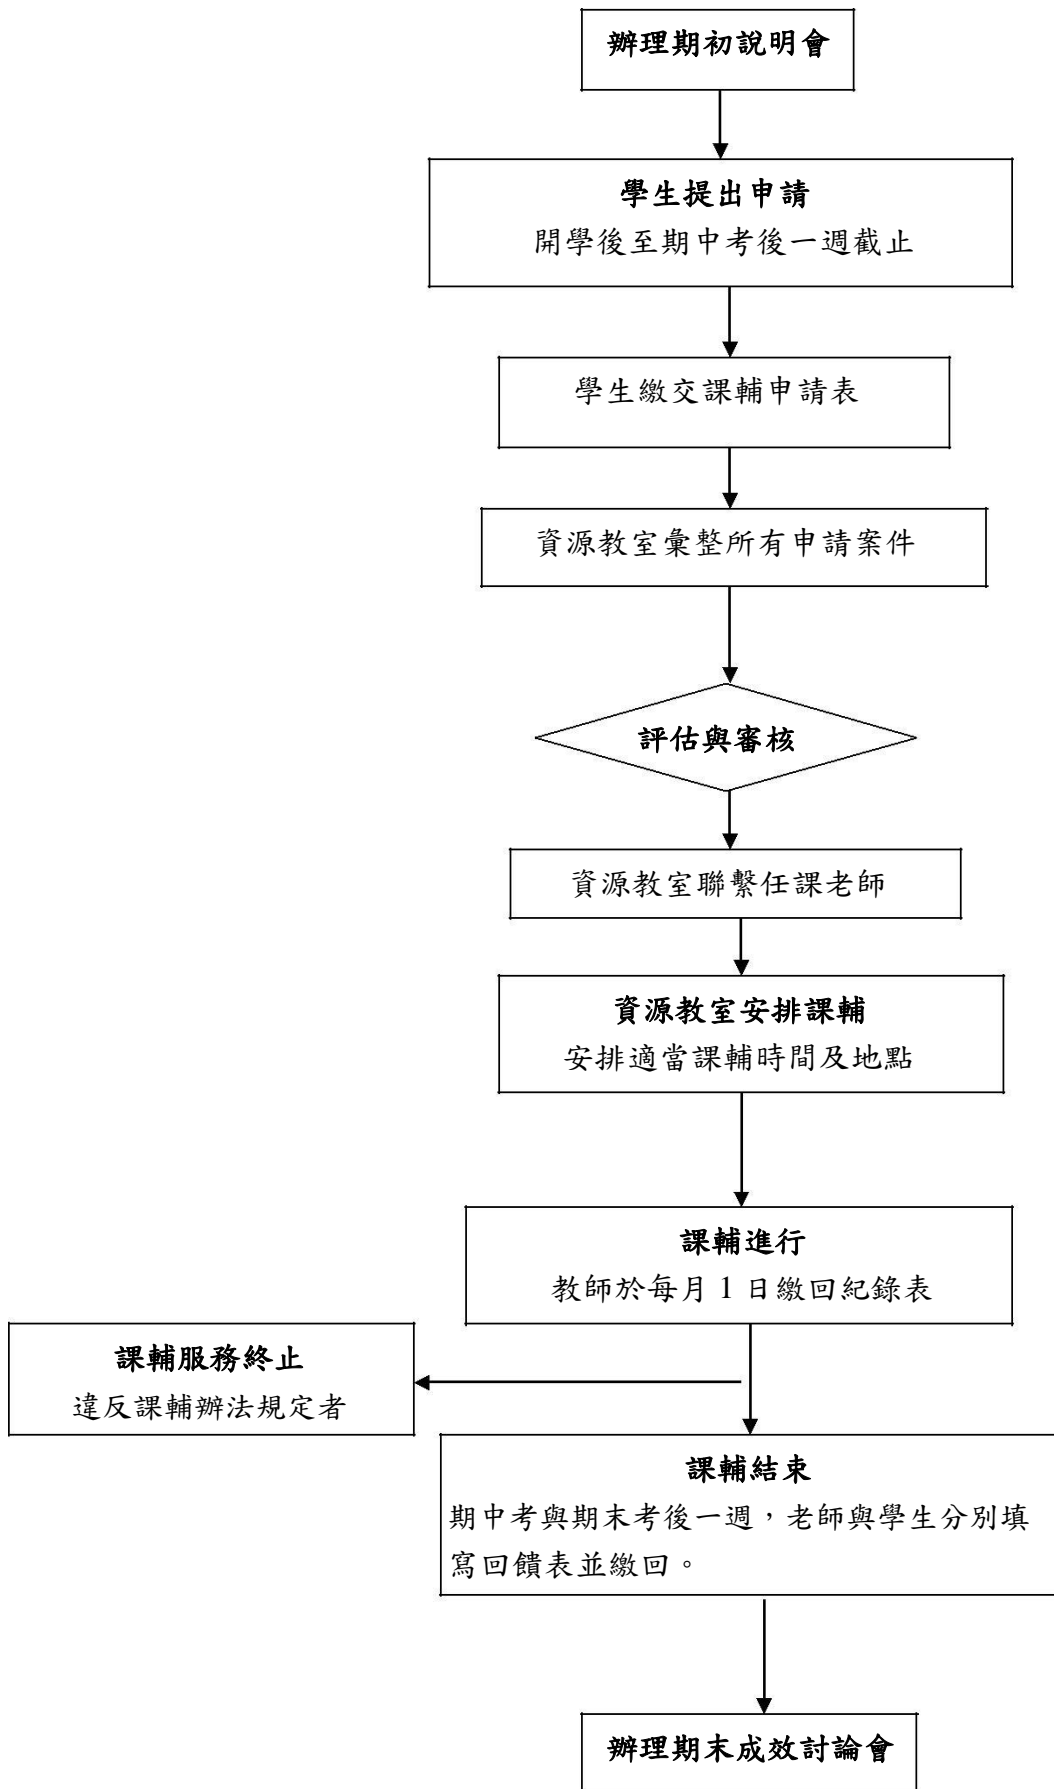 辦理期初說明會
學生提出申請
開學後至期中考後一週截止
學生繳交課輔申請表
資源教室彙整所有申請案件
評估與審核
資源教室聯繫任課老師
資源教室安排課輔
安排適當課輔時間及地點
課輔進行
教師於每月 1 日繳回紀錄表
課輔服務終止
違反課輔辦法規定者
課輔結束
期中考與期末考後一週，老師與學生分別填
寫回饋表並繳回。
辦理期末成效討論會